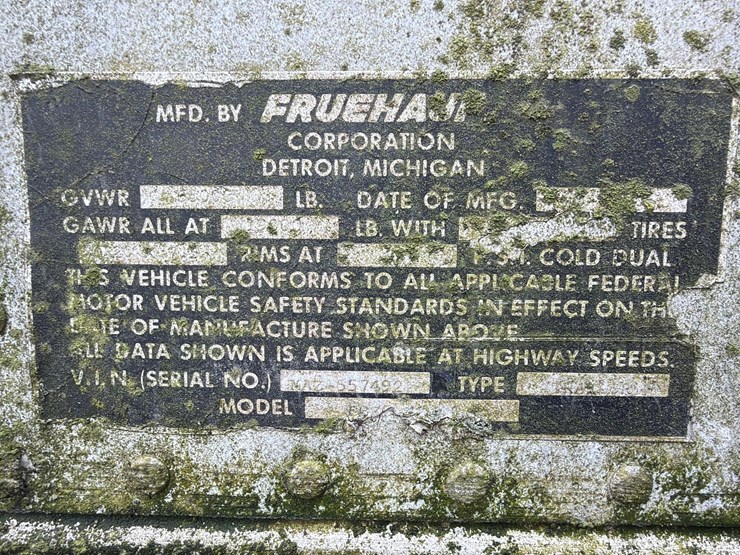 MFD. BY FRUEHAUF
CORPORATION
DETROIT, MICHIGAN
GVWR LB. DATE OF MFG.
GAWR ALL AT LB. WITH TIRES
RIMS AT P.S.I. COLD DUAL
THIS VEHICLE CONFORMS TO ALL APPLICABLE FEDERAL
MOTOR VEHICLE SAFETY STANDARDS IN EFFECT ON THE
DATE OF MANUFACTURE SHOWN ABOVE
ALL DATA SHOWN IS APPLICABLE AT HIGHWAY SPEEDS.
V.I.N. (SERIAL NO.) TYPE
MODEL